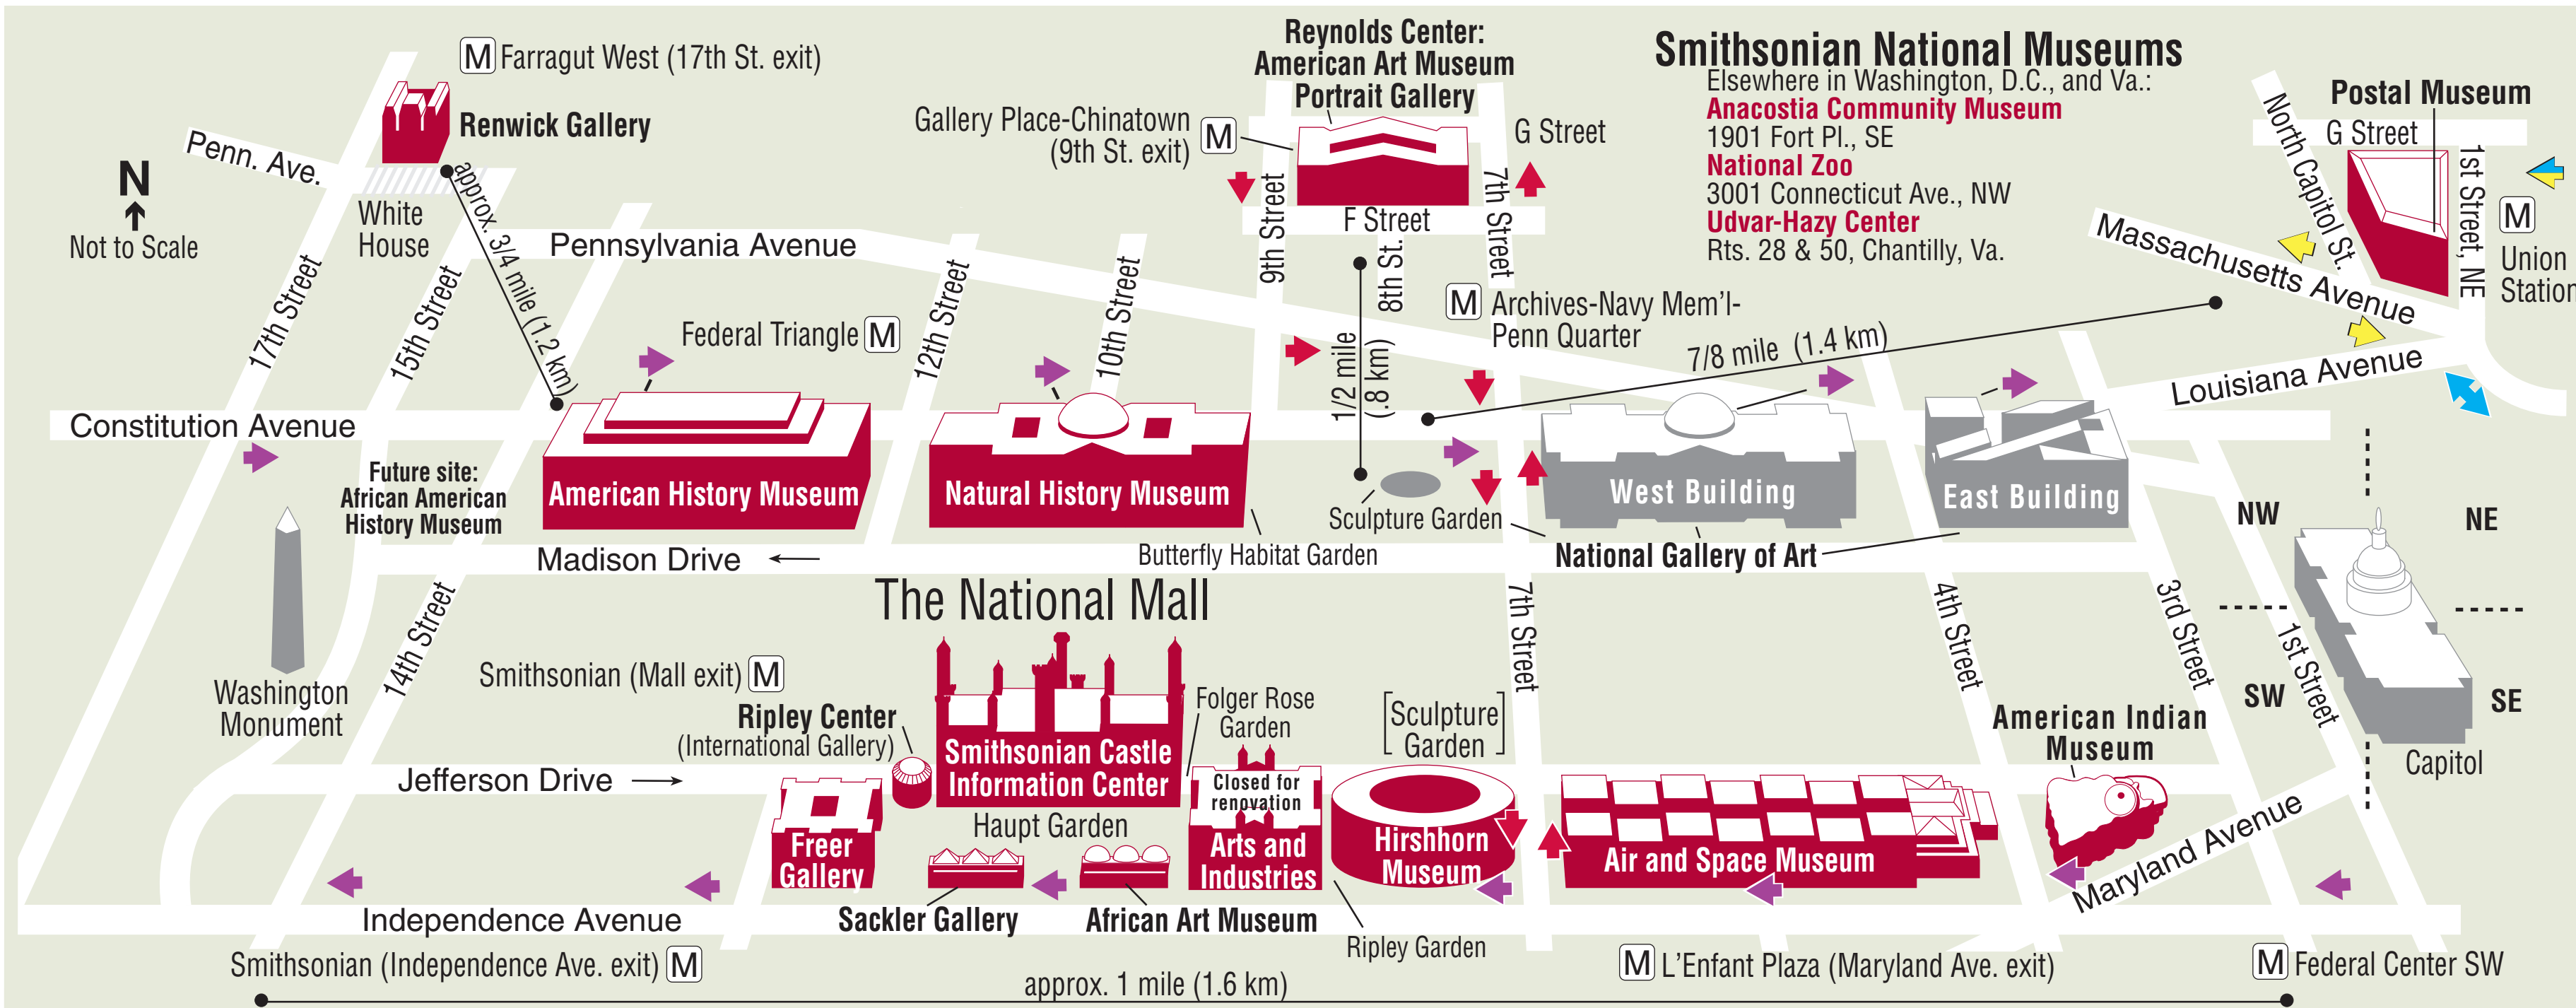 M Farragut West (17th St. exit)
Renwick Gallery
Penn. Ave.
N
Not to Scale
White
House
approx. 3/4 mile (1.2 km)
Pennsylvania Avenue
17th Street
15th Street
Federal Triangle M
12th Street
10th Street
Reynolds Center:
American Art Museum
Portrait Gallery
Gallery Place-Chinatown
(9th St. exit)
M
G Street
F Street
9th Street
8th St.
7th Street
1/2 mile
(.8 km)
M Archives-Navy Mem'l-
Penn Quarter
7/8 mile (1.4 km)
Smithsonian National Museums
Elsewhere in Washington, D.C., and Va.:
Anacostia Community Museum
1901 Fort Pl., SE
National Zoo
3001 Connecticut Ave., NW
Udvar-Hazy Center
Rts. 28 & 50, Chantilly, Va.
North Capitol St.
Postal Museum
G Street
1st Street, NE
M
Union
Station
Massachusetts Avenue
Louisiana Avenue
Constitution Avenue
Future site:
African American
History Museum
American History Museum
Natural History Museum
Sculpture Garden
West Building
East Building
Butterfly Habitat Garden
National Gallery of Art
Madison Drive
The National Mall
NW
NE
SW
SE
Capitol
Washington
Monument
14th Street
7th Street
4th Street
3rd Street
1st Street
Smithsonian (Mall exit) M
Ripley Center
(International Gallery)
Smithsonian Castle
Information Center
Folger Rose
Garden
Sculpture
Garden
American Indian
Museum
Jefferson Drive
Freer
Gallery
Haupt Garden
Closed for
renovation
Arts and
Industries
Hirshhorn
Museum
Air and Space Museum
Maryland Avenue
Independence Avenue
Sackler Gallery
African Art Museum
Ripley Garden
Smithsonian (Independence Ave. exit) M
M L'Enfant Plaza (Maryland Ave. exit)
M Federal Center SW
approx. 1 mile (1.6 km)